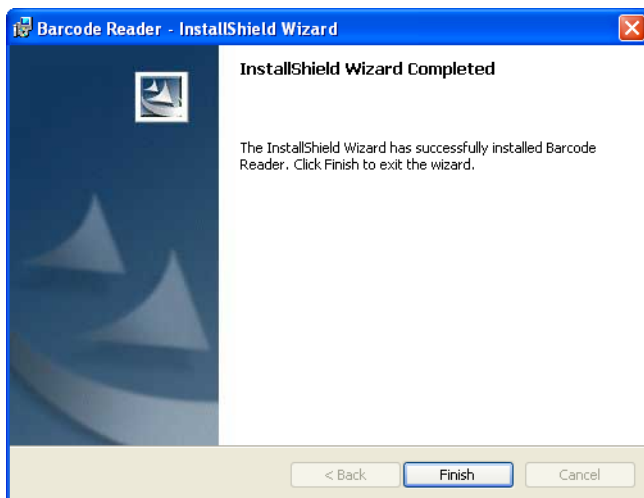 Barcode Reader - InstallShield Wizard
InstallShield Wizard Completed
The InstallShield Wizard has successfully installed Barcode
Reader. Click Finish to exit the wizard.
< Back
Finish
Cancel